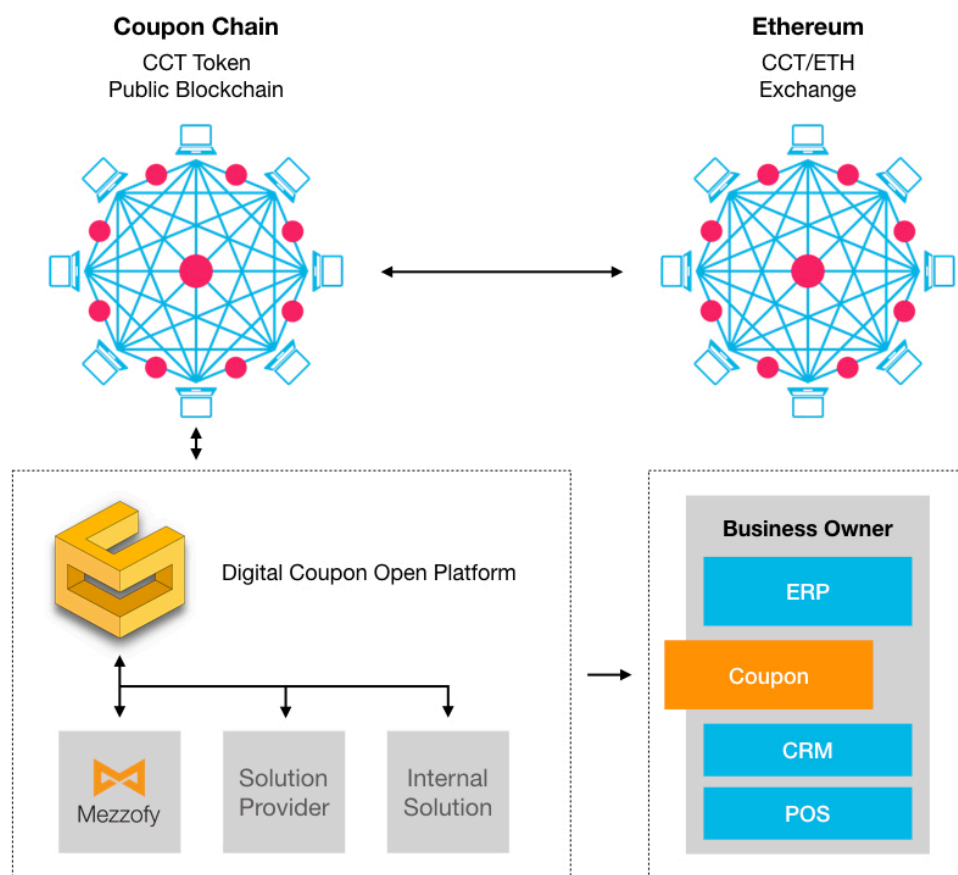 Coupon Chain
CCT Token
Public Blockchain
Ethereum
CCT/ETH
Exchange
Digital Coupon Open Platform
Mezzofy
Solution
Provider
Internal
Solution
Business Owner
ERP
Coupon
CRM
POS